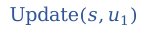 Update(s, u₁)